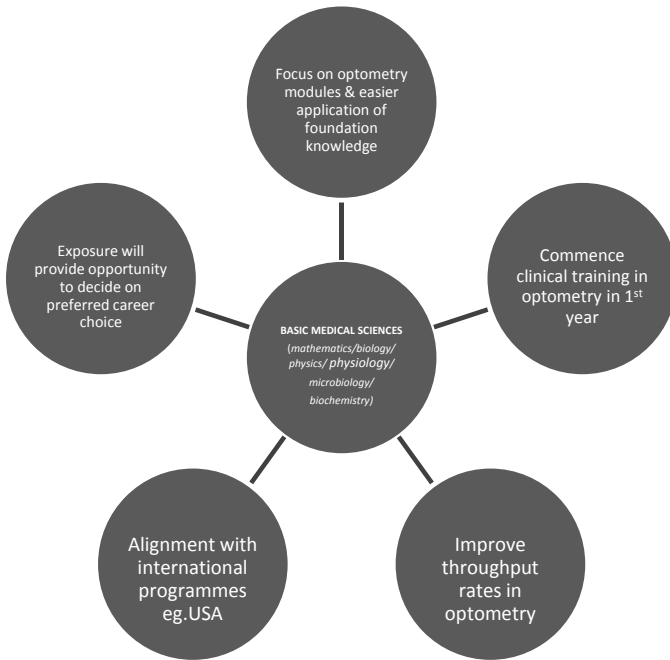 Focus on optometry
modules & easier
application of
foundation
knowledge
Exposure will
provide opportunity
to decide on
preferred career
choice
Commence
clinical training in
optometry in 1st
year
BASIC MEDICAL SCIENCES
(mathematics/biology/
physics/ physiology/
microbiology/
biochemistry)
Alignment with
international
programmes
eg.USA
Improve
throughput
rates in
optometry